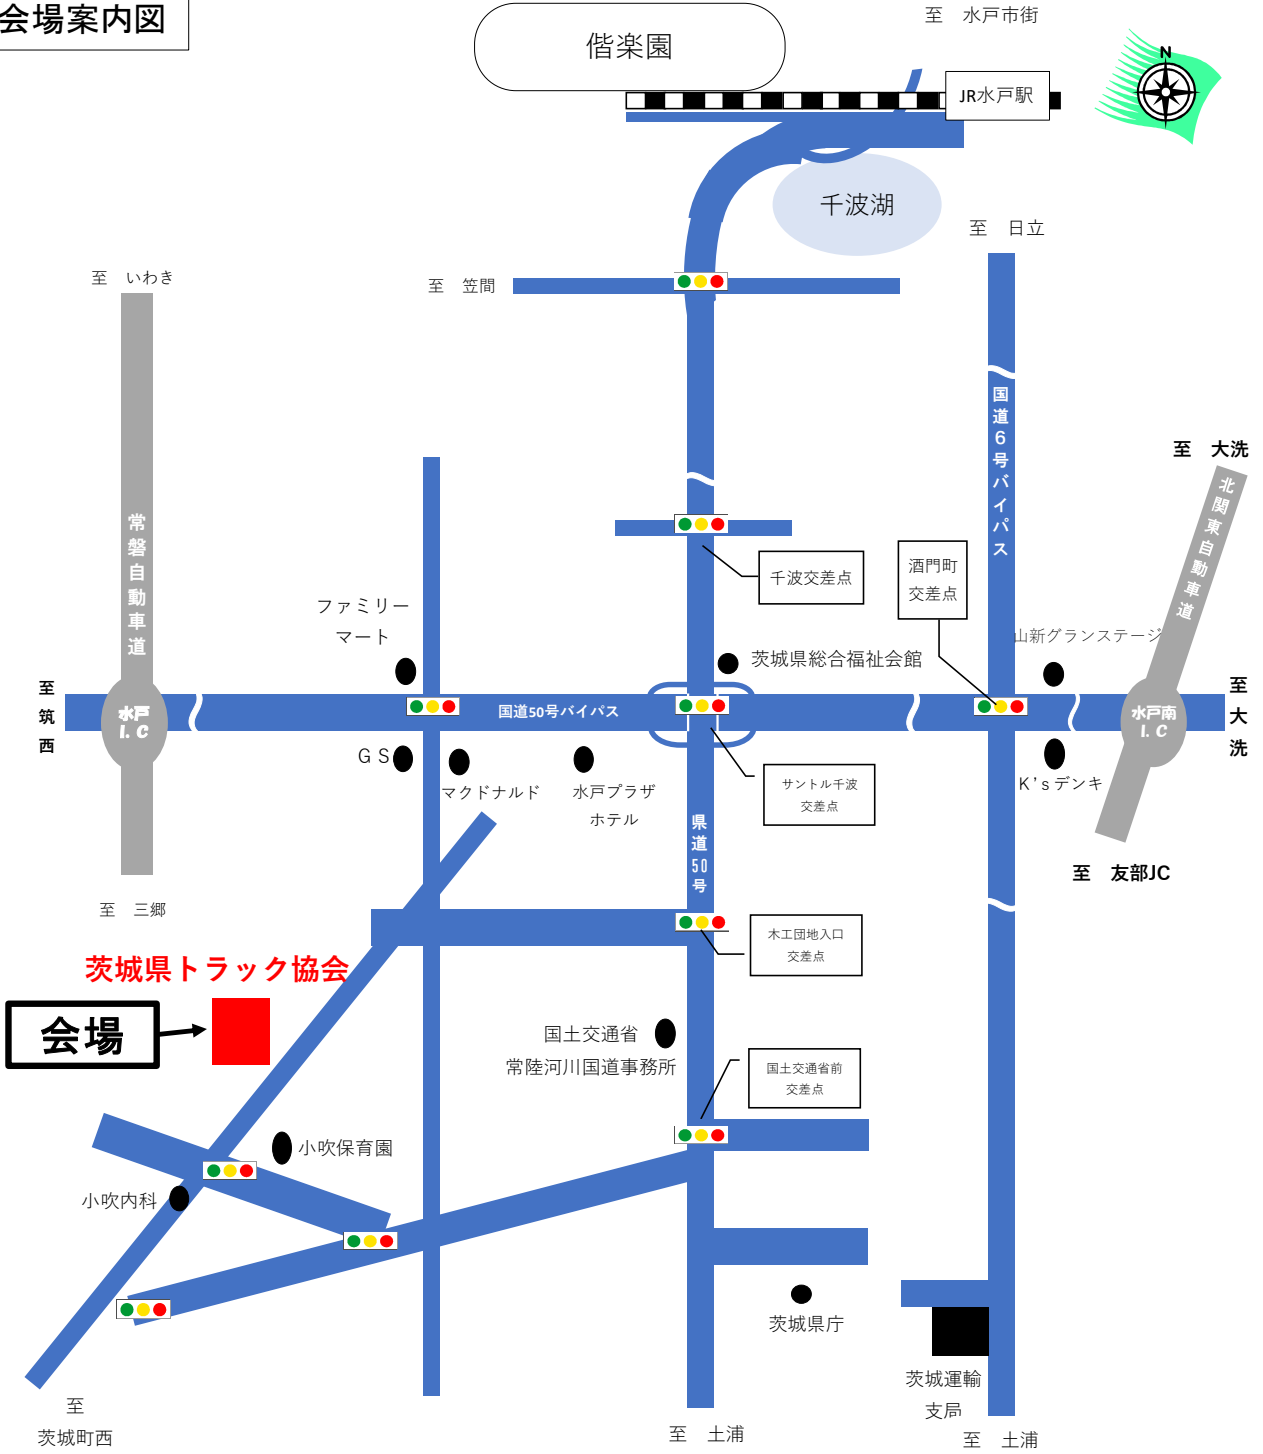 会場案内図
偕楽園
至　水戸市街
N
JR水戸駅
千波湖
至　日立
至　いわき
至　笠間
国道６号バイパス
至　大洗
北関東自動車道
常磐自動車道
千波交差点
酒門町
交差点
ファミリー
マート
山新グランステージ
茨城県総合福祉会館
至
筑
西
水戸
I. C
国道50号バイパス
水戸南
I. C
至
大
洗
ＧＳ
マクドナルド
水戸プラザ
ホテル
サントル千波
交差点
K'sデンキ
県道50号
至　友部JC
至　三郷
木工団地入口
交差点
茨城県トラック協会
会場
国土交通省
常陸河川国道事務所
国土交通省前
交差点
小吹保育園
小吹内科
茨城県庁
茨城運輸
支局
至
茨城町西
至　土浦
至　土浦